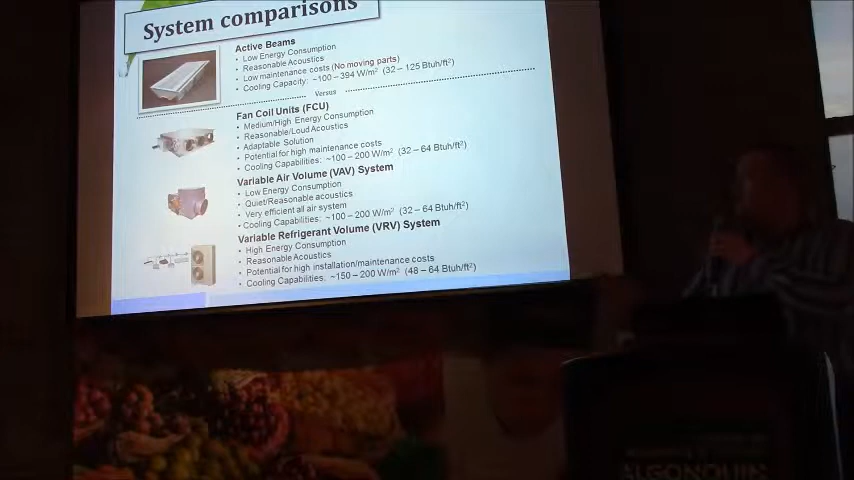 System comparisons
Active Beams
• Low Energy Consumption
• Reasonable Acoustics
• Low maintenance costs (No moving parts)
• Cooling Capacity: ~100 – 394 W/m² (32 – 125 Btuh/ft²)
Versus
Fan Coil Units (FCU)
• Medium/High Energy Consumption
• Reasonable/Loud Acoustics
• Adaptable Solution
• Potential for high maintenance costs
• Cooling Capabilities: ~100 – 200 W/m² (32 – 64 Btuh/ft²)
Variable Air Volume (VAV) System
• Low Energy Consumption
• Quiet/Reasonable acoustics
• Very efficient all air system
• Cooling Capabilities: ~100 – 200 W/m² (32 – 64 Btuh/ft²)
Variable Refrigerant Volume (VRV) System
• High Energy Consumption
• Reasonable Acoustics
• Potential for high installation/maintenance costs
• Cooling Capabilities: ~150 – 200 W/m² (48 – 64 Btuh/ft²)
ALGONQUIN